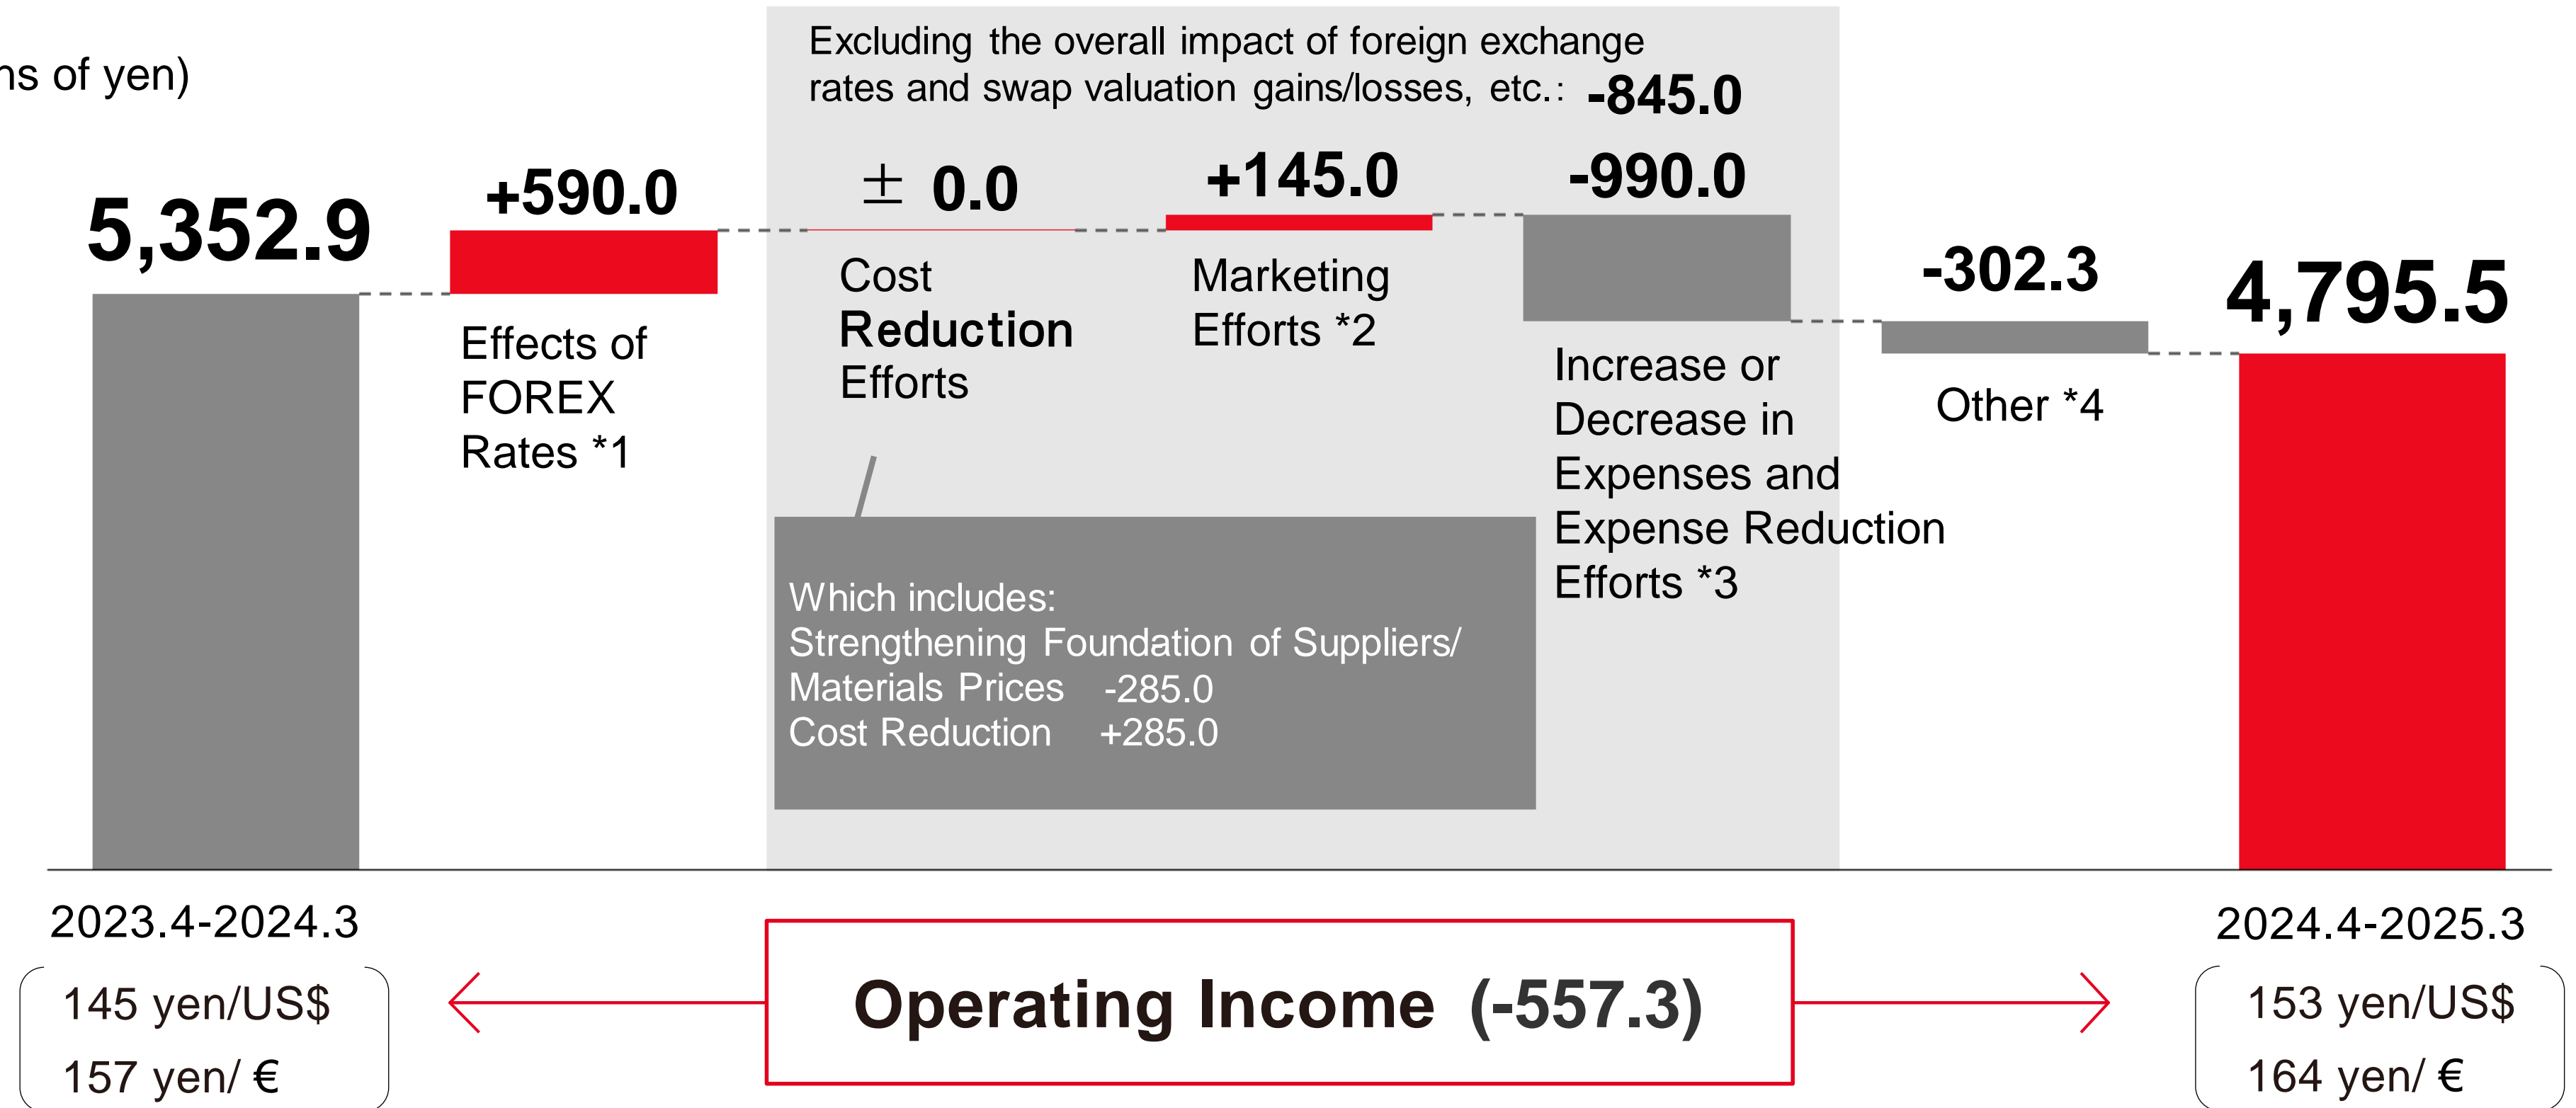 ns of yen)
Excluding the overall impact of foreign exchange
rates and swap valuation gains/losses, etc.: -845.0
5,352.9
+590.0
± 0.0
+145.0
-990.0
-302.3
4,795.5
Effects of
FOREX
Rates *1
Cost
Reduction
Efforts
Marketing
Efforts *2
Increase or
Decrease in
Expenses and
Expense Reduction
Efforts *3
Other *4
Which includes:
Strengthening Foundation of Suppliers/
Materials Prices -285.0
Cost Reduction +285.0
2023.4-2024.3
145 yen/US$
157 yen/ €
Operating Income (-557.3)
2024.4-2025.3
153 yen/US$
164 yen/ €